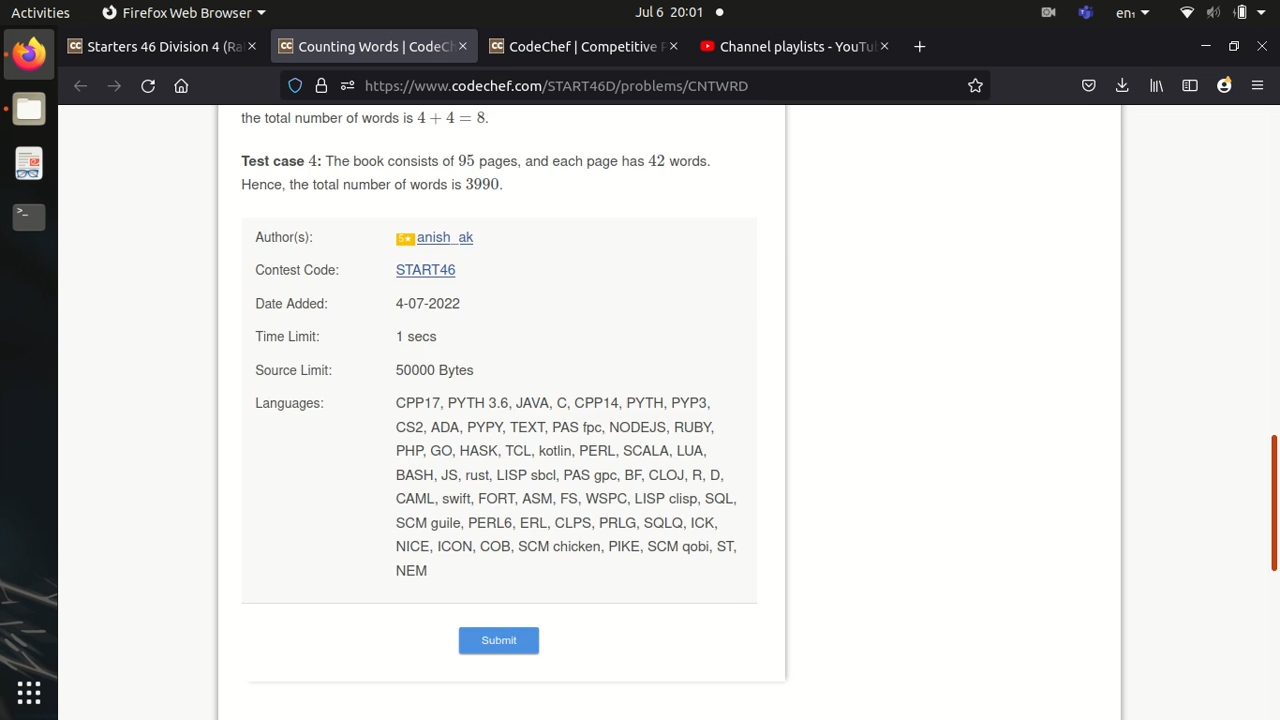 Activities
Firefox Web Browser
Jul 6 20:01
en
CC Starters 46 Division 4 (Ra
CC Counting Words | CodeCh
CC CodeChef | Competitive P
Channel playlists - YouTu
https://www.codechef.com/START46D/problems/CNTWRD
the total number of words is 4 + 4 = 8.
Test case 4: The book consists of 95 pages, and each page has 42 words.
Hence, the total number of words is 3990.
Author(s): 5★ anish_ak
Contest Code: START46
Date Added: 4-07-2022
Time Limit: 1 secs
Source Limit: 50000 Bytes
Languages: CPP17, PYTH 3.6, JAVA, C, CPP14, PYTH, PYP3,
CS2, ADA, PYPY, TEXT, PAS fpc, NODEJS, RUBY,
PHP, GO, HASK, TCL, kotlin, PERL, SCALA, LUA,
BASH, JS, rust, LISP sbcl, PAS gpc, BF, CLOJ, R, D,
CAML, swift, FORT, ASM, FS, WSPC, LISP clisp, SQL,
SCM guile, PERL6, ERL, CLPS, PRLG, SQLQ, ICK,
NICE, ICON, COB, SCM chicken, PIKE, SCM qobi, ST,
NEM
Submit